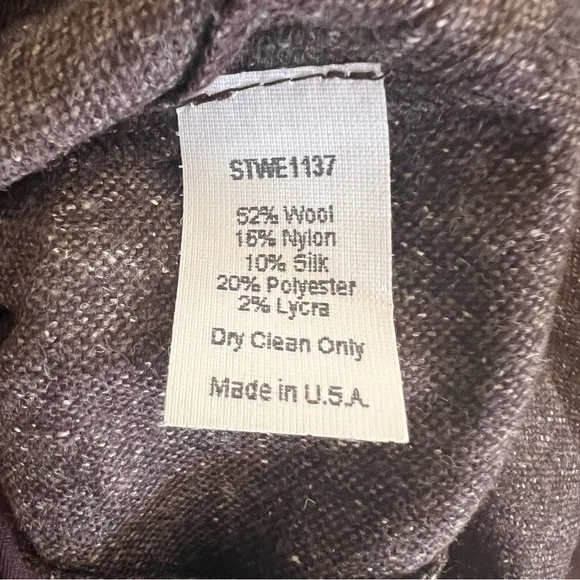 STWE1137
52% Wool
16% Nylon
10% Silk
20% Polyester
2% Lycra
Dry Clean Only
Made in U.S.A.